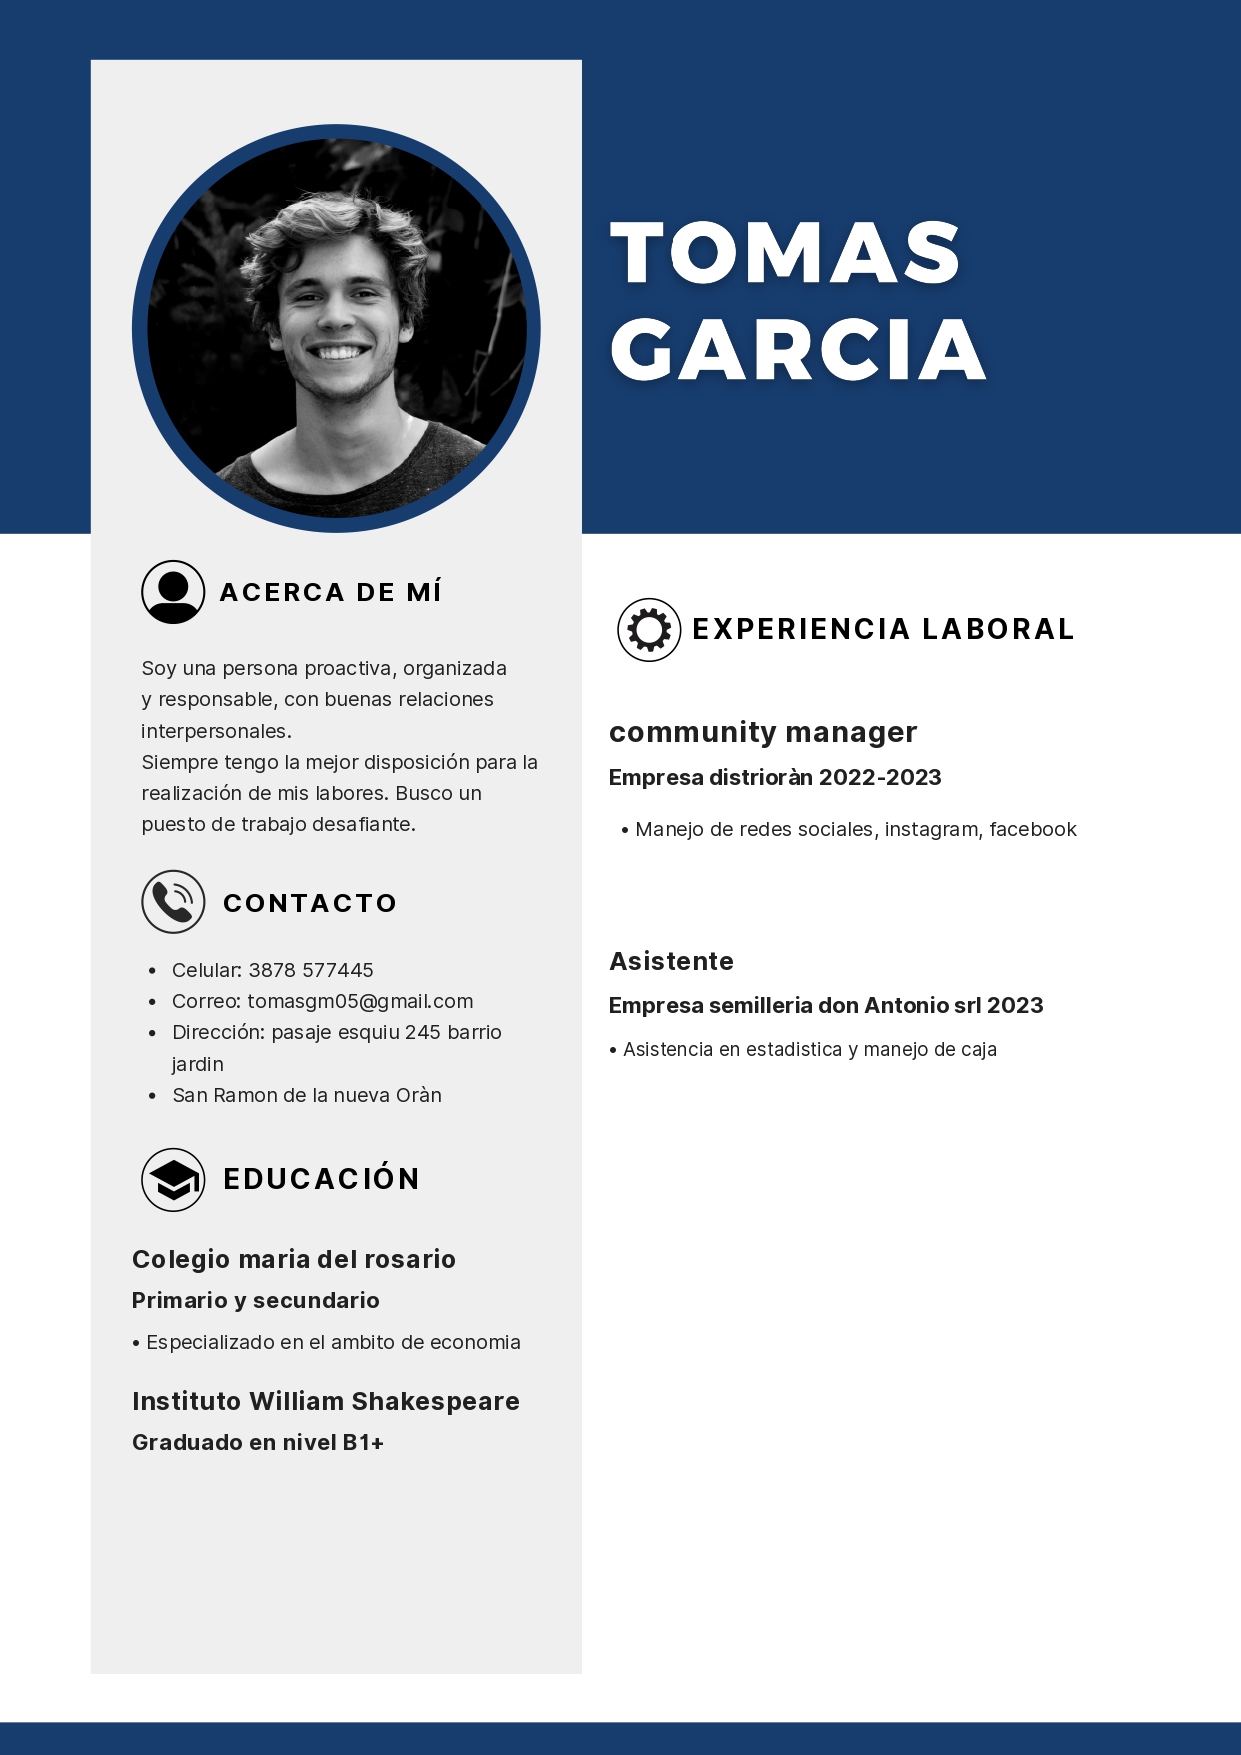 TOMAS
GARCIA
ACERCA DE MÍ
Soy una persona proactiva, organizada
y responsable, con buenas relaciones
interpersonales.
Siempre tengo la mejor disposición para la
realización de mis labores. Busco un
puesto de trabajo desafiante.
CONTACTO
• Celular: 3878 577445
• Correo: tomasgm05@gmail.com
• Dirección: pasaje esquiu 245 barrio
jardin
• San Ramon de la nueva Oràn
EDUCACIÓN
Colegio maria del rosario
Primario y secundario
• Especializado en el ambito de economia
Instituto William Shakespeare
Graduado en nivel B1+
EXPERIENCIA LABORAL
community manager
Empresa distrioràn 2022-2023
• Manejo de redes sociales, instagram, facebook
Asistente
Empresa semilleria don Antonio srl 2023
• Asistencia en estadistica y manejo de caja